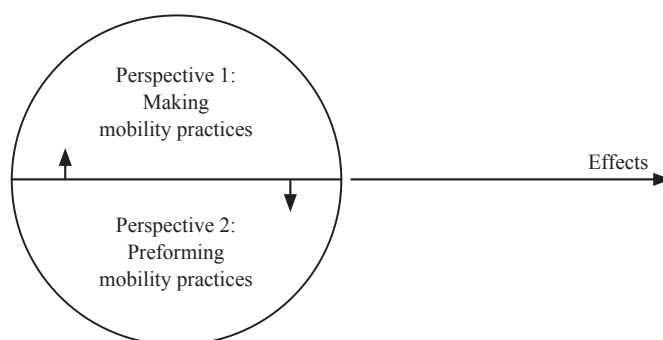 Perspective 1:
Making
mobility practices
Effects
Perspective 2:
Preforming
mobility practices